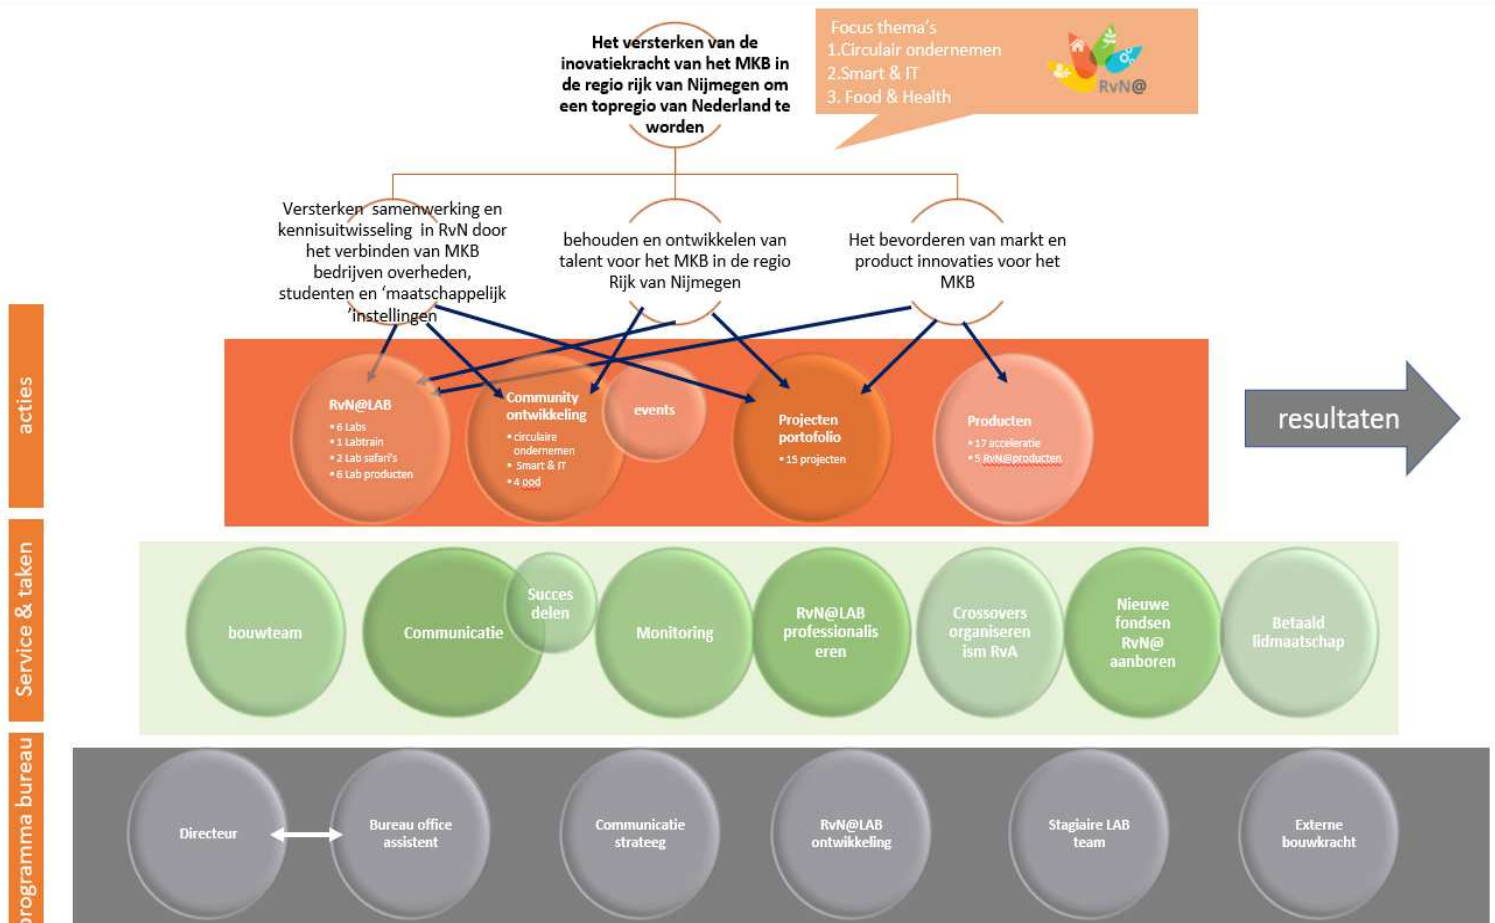 Het versterken van de
inovatiekracht van het MKB in
de regio rijk van Nijmegen om
een topregio van Nederland te
worden
Focus thema's
1.Circulair ondernemen
2.Smart & IT
3. Food & Health
RvN@
Versterken samenwerking en
kennisuitwisseling in RvN door
het verbinden van MKB
bedrijven overheden,
studenten en 'maatschappelijk
'instellingen
behouden en ontwikkelen van
talent voor het MKB in de regio
Rijk van Nijmegen
Het bevorderen van markt en
product innovaties voor het
MKB
acties
RvN@LAB
• 6 Labs
• 1 Labtrain
• 2 Lab safari's
• 6 Lab producten
Community
ontwikkeling
• circulaire
ondernemen
• Smart & IT
• 4 pod
events
Projecten
portofolio
• 15 projecten
Producten
• 17 acceleratie
• 5 RvN@producten
resultaten
Service & taken
bouwteam
Communicatie
Succes
delen
Monitoring
RvN@LAB
professionalis
eren
Crossovers
organiseren
ism RvA
Nieuwe
fondsen
RvN@
aanboren
Betaald
lidmaatschap
programma bureau
Directeur
Bureau office
assistent
Communicatie
strateeg
RvN@LAB
ontwikkeling
Stagiaire LAB
team
Externe
bouwkracht